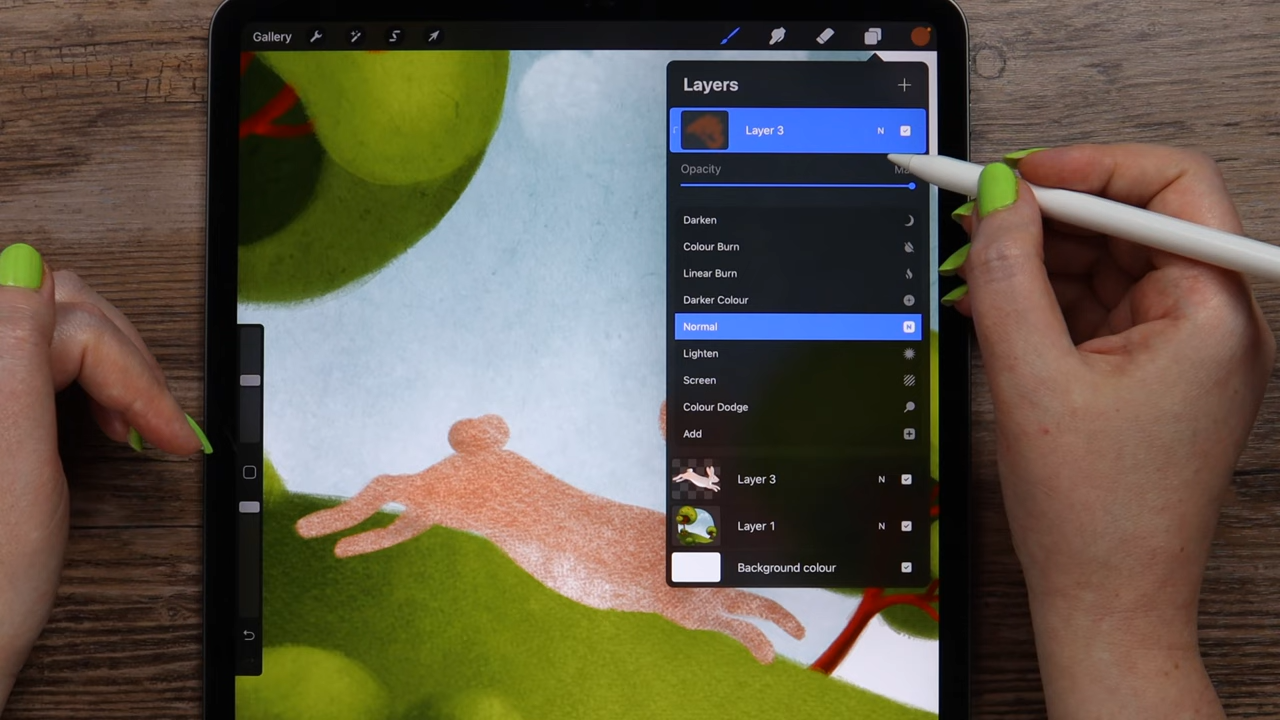 Gallery
Layers
Layer 3 N
Opacity
Darken
Colour Burn
Linear Burn
Darker Colour
Normal N
Lighten
Screen
Colour Dodge
Add
Layer 3 N
Layer 1 N
Background colour